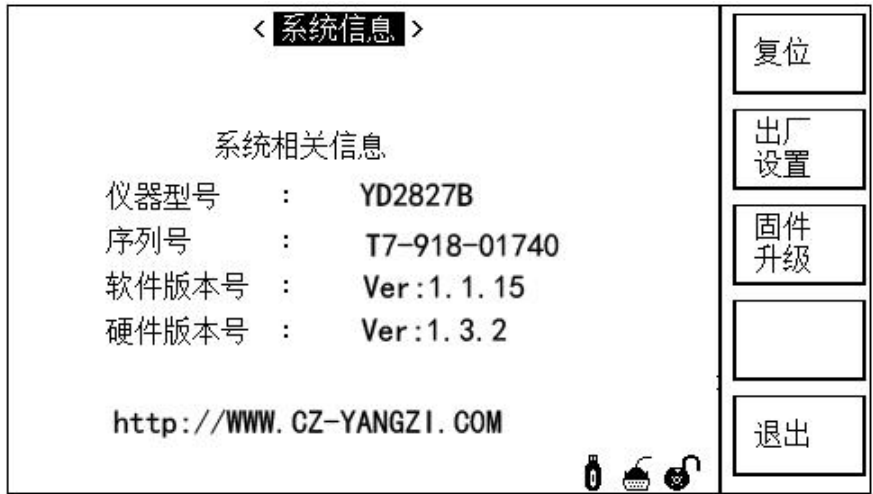 < 系统信息 >
系统相关信息
仪器型号 : YD2827B
序列号 : T7-918-01740
软件版本号 : Ver:1.1.15
硬件版本号 : Ver:1.3.2
http://WWW.CZ-YANGZI.COM
复位
出厂
设置
固件
升级
退出